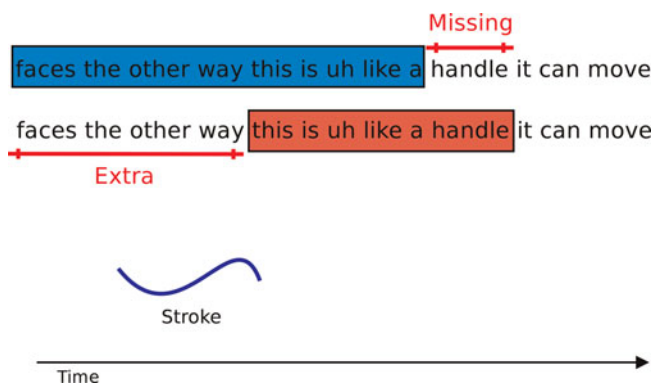 Missing
faces the other way this is uh like a handle it can move
faces the other way this is uh like a handle it can move
Extra
Stroke
Time